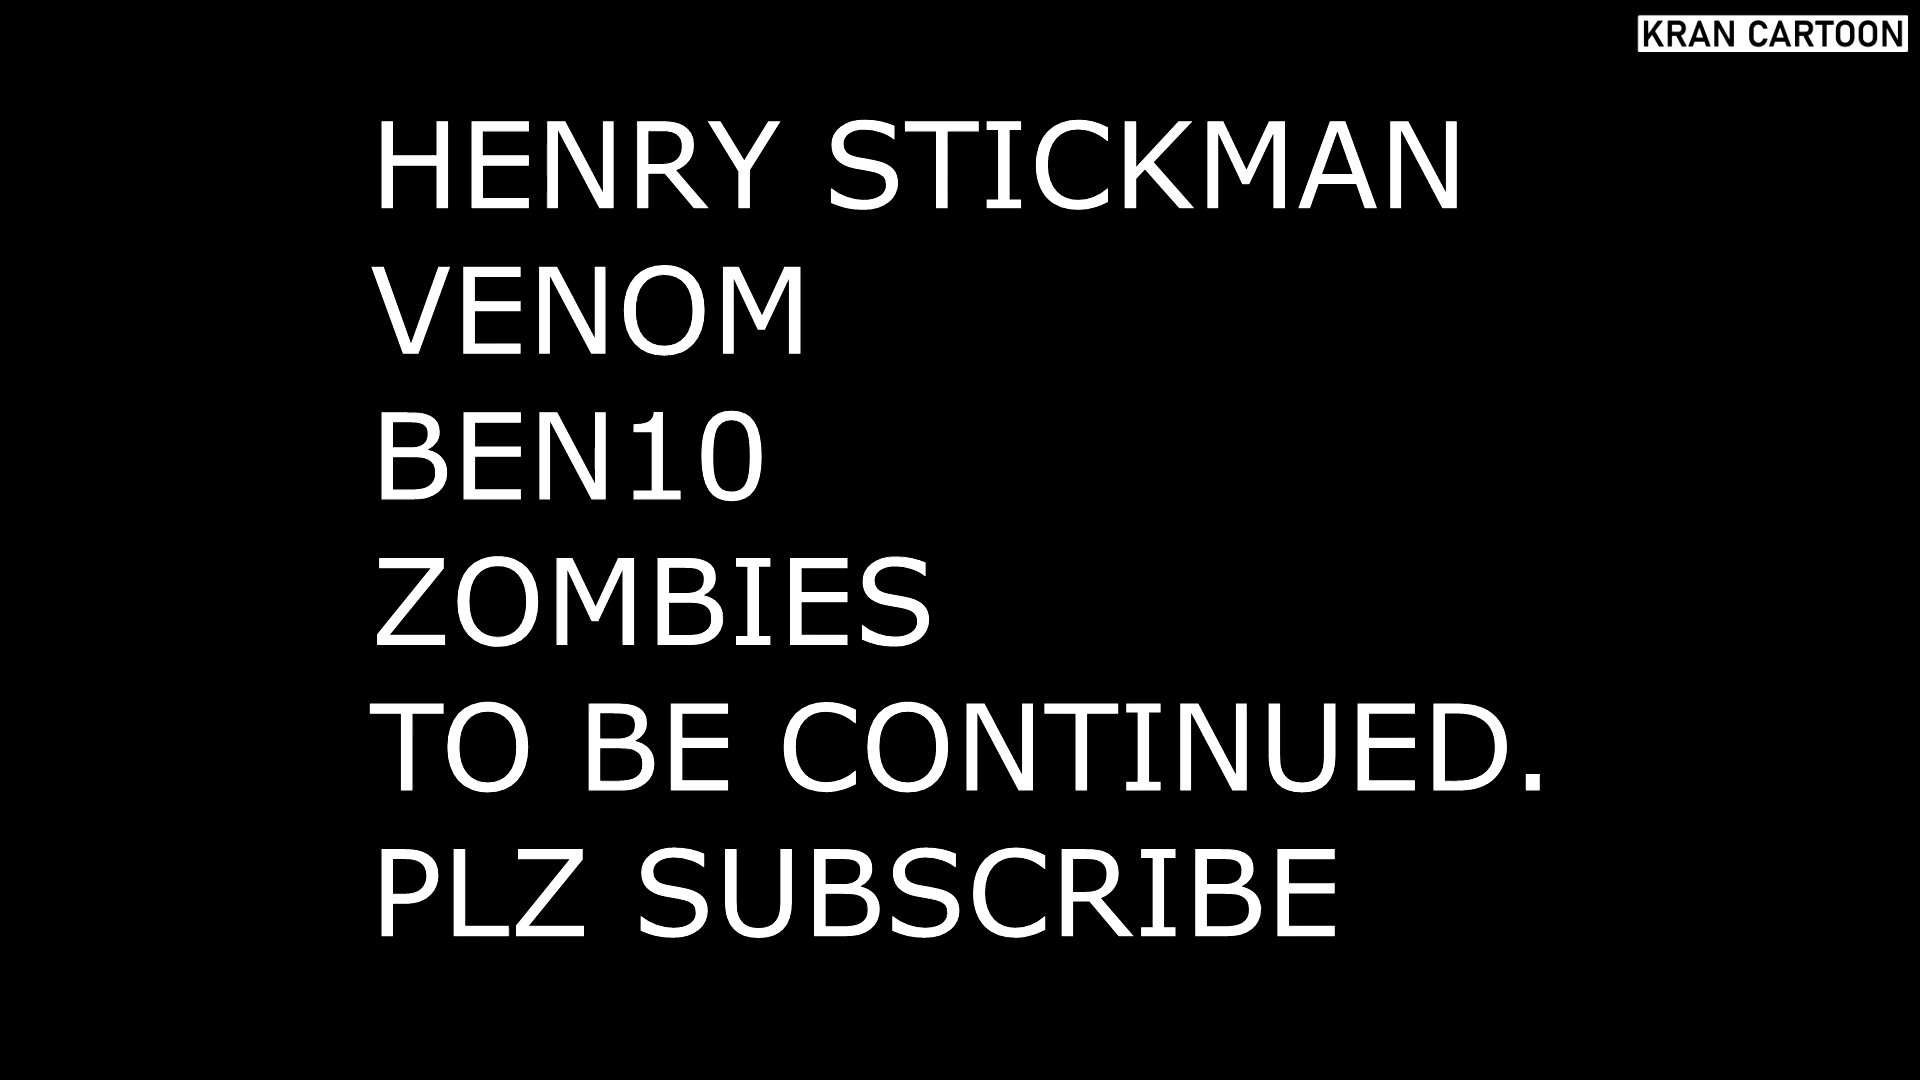 KRAN CARTOON
HENRY STICKMAN
VENOM
BEN10
ZOMBIES
TO BE CONTINUED.
PLZ SUBSCRIBE